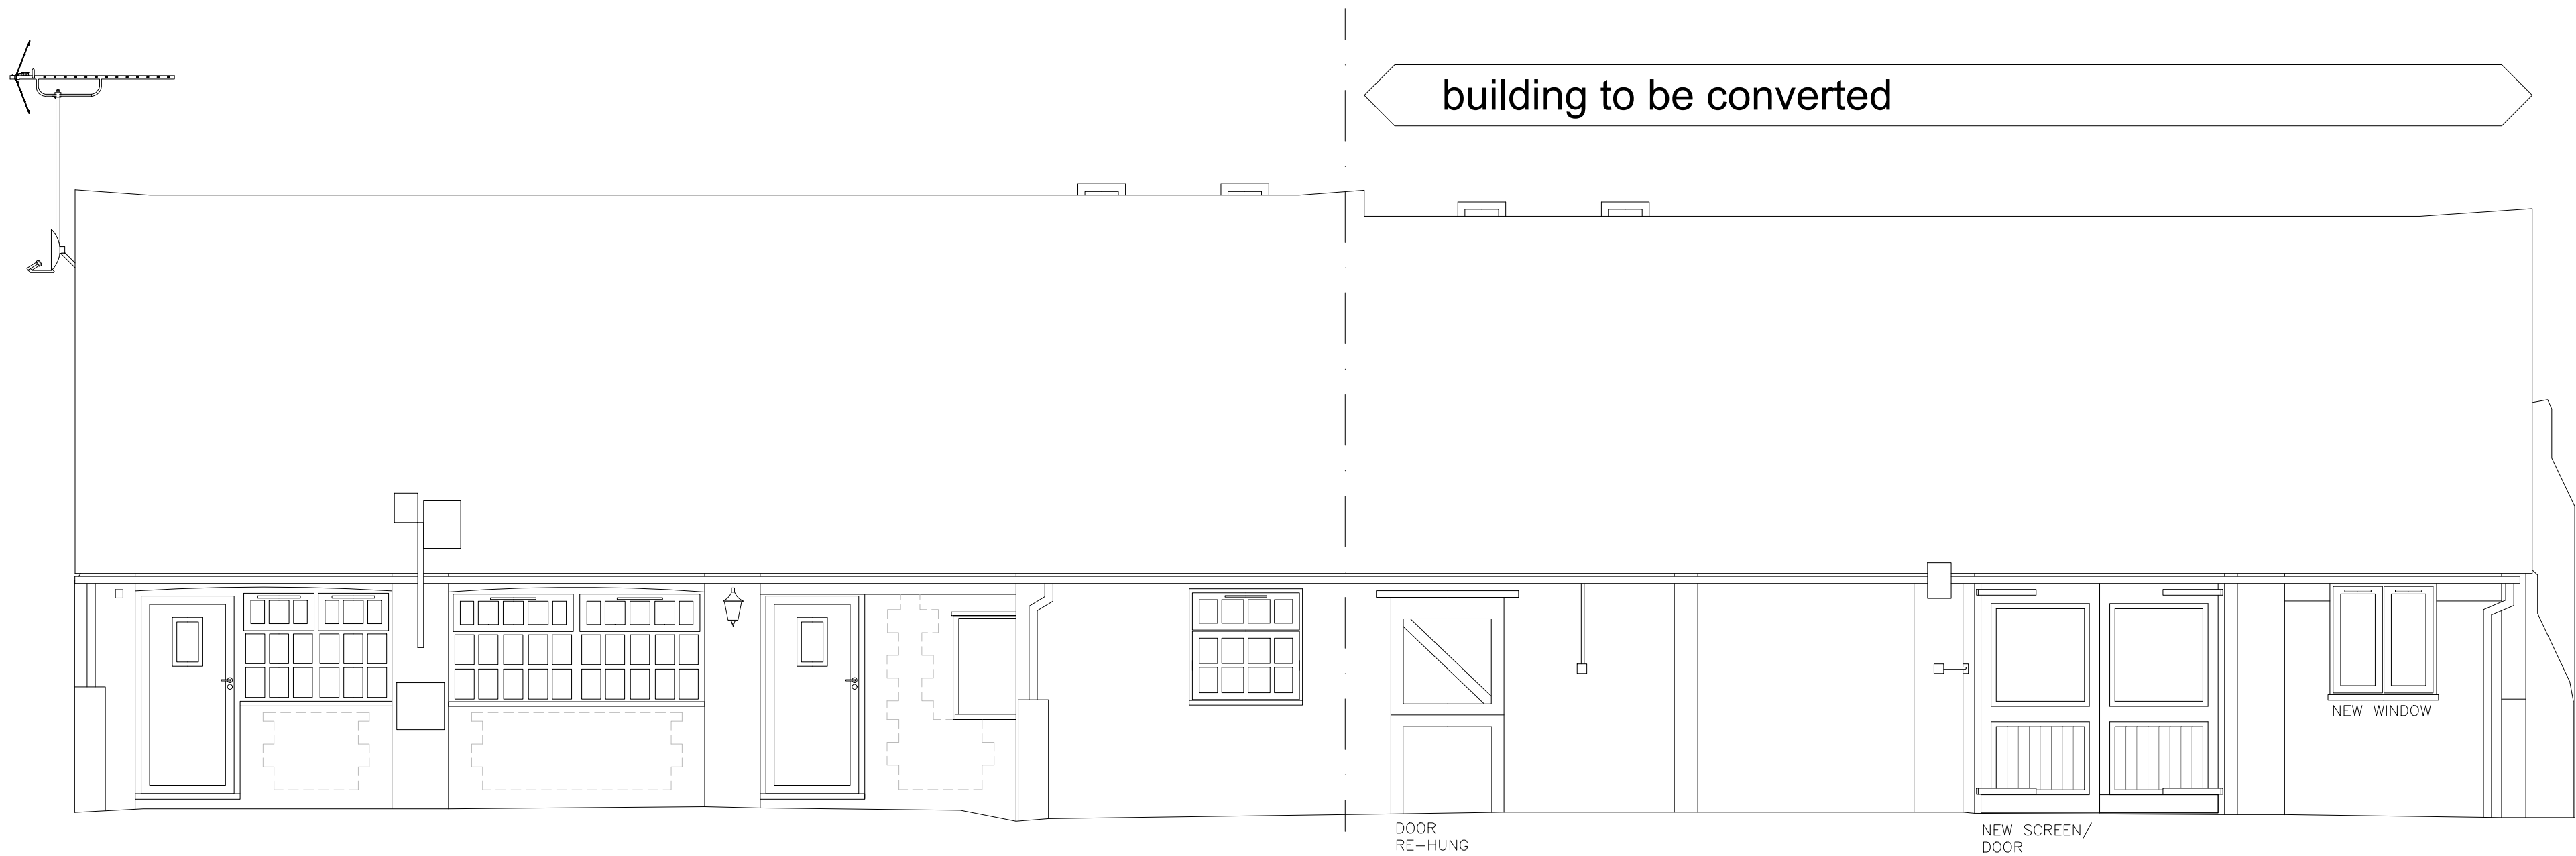 building to be converted
NEW WINDOW
DOOR
RE-HUNG
NEW SCREEN/
DOOR